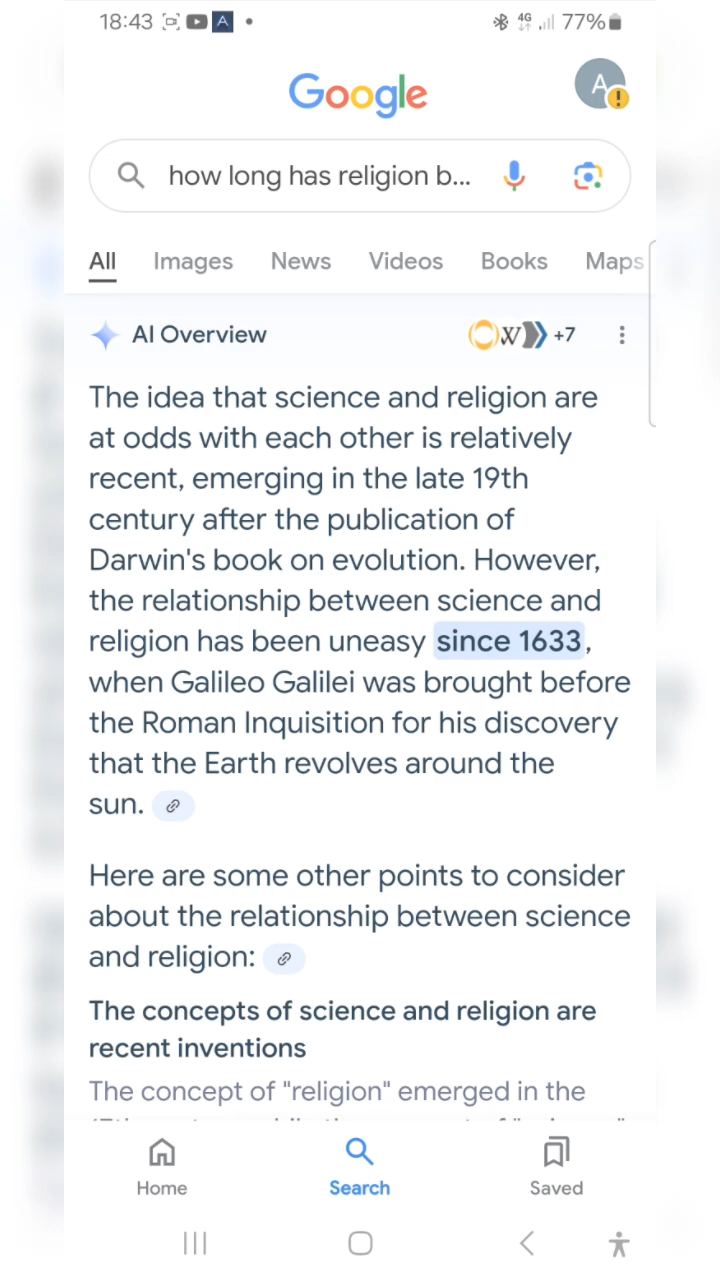 18:43 A
4G 77%
Google
A
how long has religion b...
All Images News Videos Books Maps
AI Overview W +7
The idea that science and religion are
at odds with each other is relatively
recent, emerging in the late 19th
century after the publication of
Darwin's book on evolution. However,
the relationship between science and
religion has been uneasy since 1633,
when Galileo Galilei was brought before
the Roman Inquisition for his discovery
that the Earth revolves around the
sun.
Here are some other points to consider
about the relationship between science
and religion:
The concepts of science and religion are
recent inventions
The concept of "religion" emerged in the
Home Search Saved